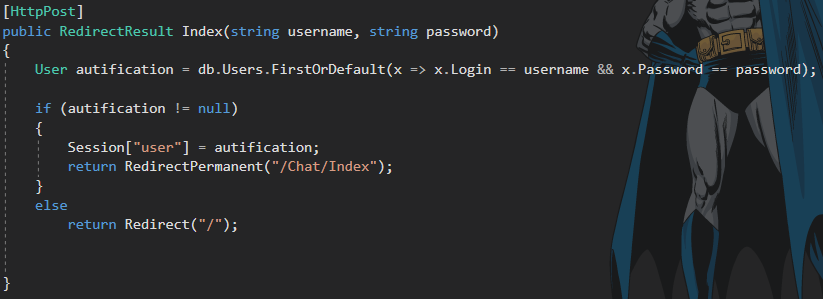 [HttpPost]
public RedirectResult Index(string username, string password)
{
User autification = db.Users.FirstOrDefault(x => x.Login == username && x.Password == password);
if (autification != null)
{
Session["user"] = autification;
return RedirectPermanent("/Chat/Index");
}
else
return Redirect("/");
}